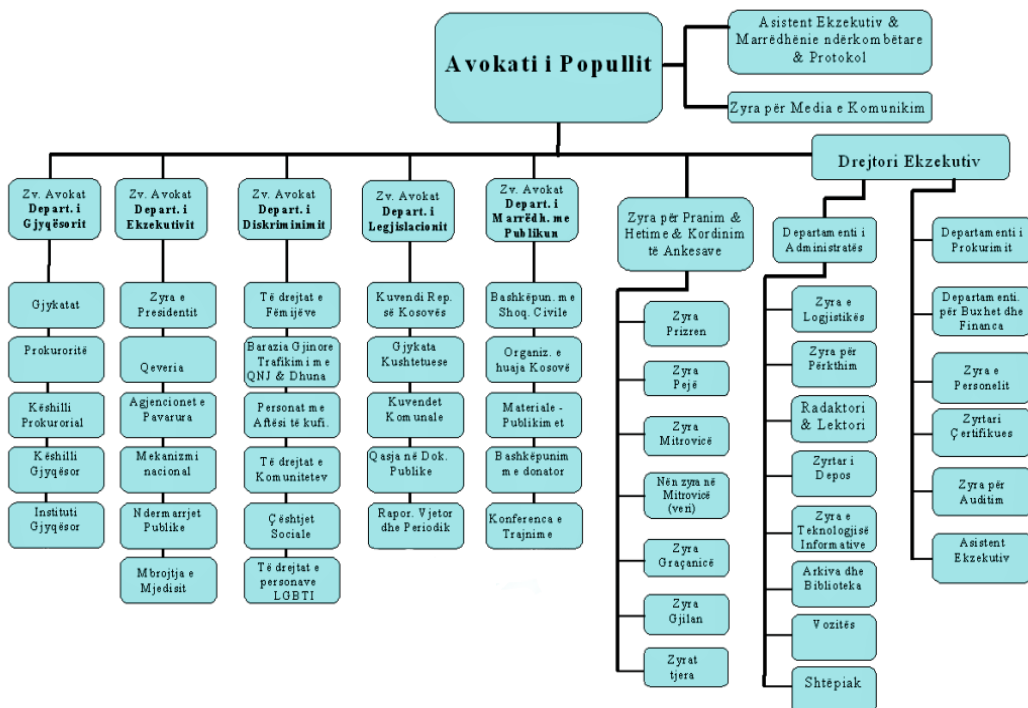 Avokati i Popullit
Asistent Ekzekutiv &
Marrëdhënie ndërkombëtare
& Protokol
Zyra për Media e Komunikim
Drejtori Ekzekutiv
Zv. Avokat
Depart. i
Gjyqësorit
Gjykatat
Prokuroritë
Këshilli
Prokurorial
Këshilli
Gjyqësor
Instituti
Gjyqësor
Zv. Avokat
Depart. i
Ekzekutivit
Zyra e
Presidentit
Qeveria
Agjencionet e
Pavarura
Mekanizmi
nacional
Ndermarrjet
Publike
Mbrojtja e
Mjedisit
Zv. Avokat
Depart. i
Diskriminimit
Të drejtat e
Fëmijëve
Barazia Gjinore
Trafikimi me
QNJ & Dhuna
Personat me
Aftësi të kufi.
Të drejtat e
Komunitetev
Çështjet
Sociale
Të drejtat e
personave
LGBTI
Zv. Avokat
Depart. i
Legjislacionit
Kuvendi Rep.
së Kosovës
Gjykata
Kushtetuese
Kuvendet
Komunale
Qasja në Dok.
Publike
Rapor. Vjetor
dhe Periodik
Zv. Avokat
Depart. i
Marrëdh. me
Publikun
Bashkëpun. me
Shoq. Civile
Organiz. e
huaja Kosovë
Materiale -
Publikimet
Bashkëpunim
me donator
Konferenca e
Trajnime
Zyra për Pranim &
Hetime & Kordinim
të Ankesave
Zyra
Prizren
Zyra
Pejë
Zyra
Mitrovicë
Nën zyra në
Mitrovicë
(veri)
Zyra
Graçanicë
Zyra
Gjilan
Zyrat
tjera
Departamenti i
Administratës
Zyra e
Logjistikës
Zyra për
Përkthim
Radaktori
& Lektori
Zyrtar i
Depos
Zyra e
Teknologjisë
Informative
Arkiva dhe
Biblioteka
Vozitës
Shtëpiak
Departamenti i
Prokurimit
Departamenti.
për Buxhet dhe
Financa
Zyra e
Personelit
Zyrtari
Çertifikues
Zyra për
Auditim
Asistent
Ekzekutiv